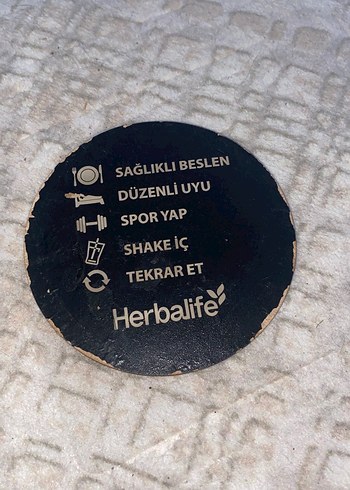 SAĞLIKLI BESLEN
DÜZENLİ UYU
SPOR YAP
SHAKE İÇ
TEKRAR ET
Herbalife